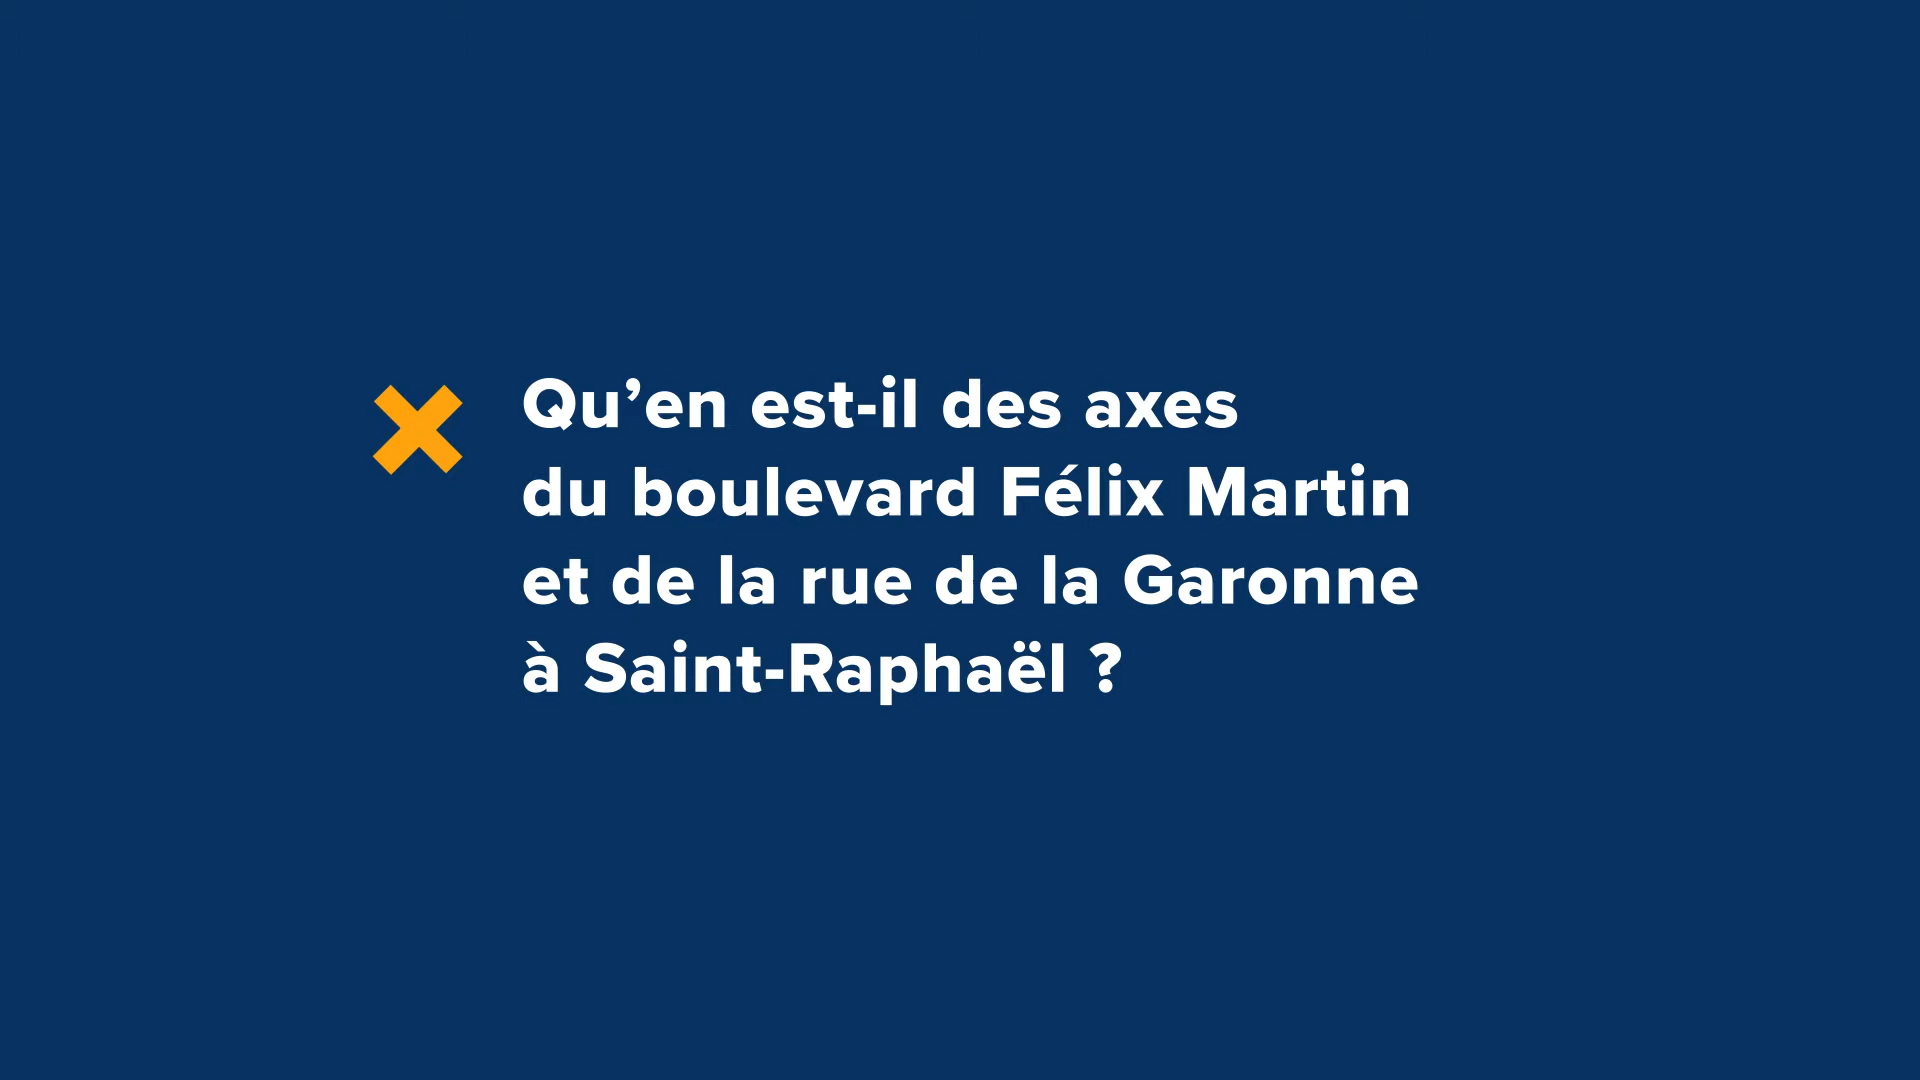 Qu’en est-il des axes
du boulevard Félix Martin
et de la rue de la Garonne
à Saint-Raphaël ?